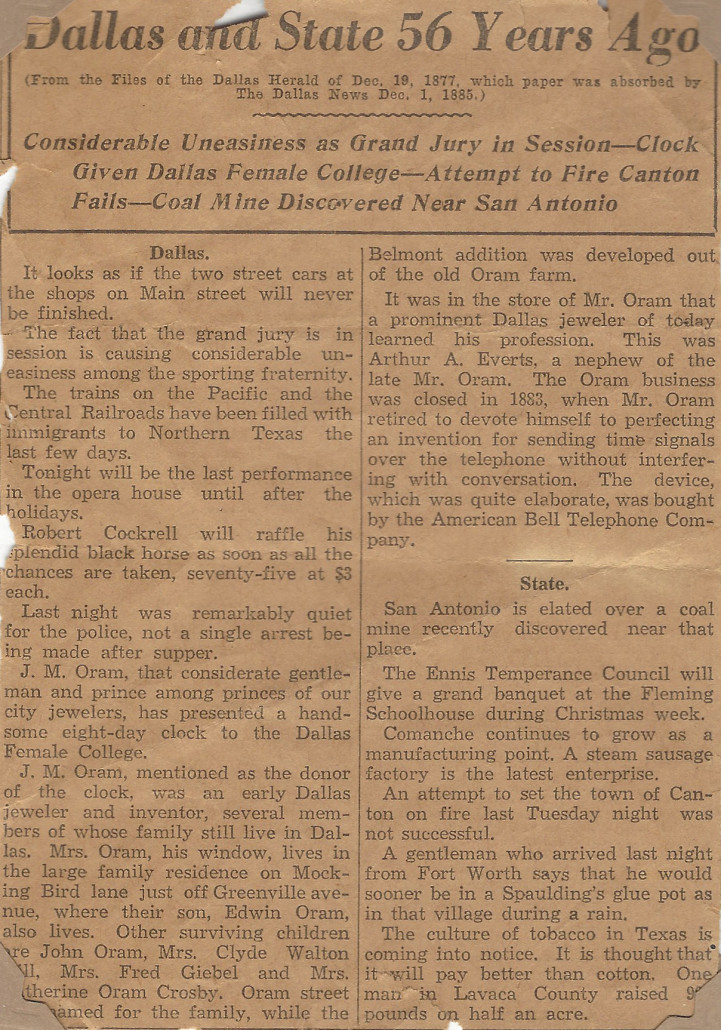 Dallas and State 56 Years Ago
(From the Files of the Dallas Herald of Dec. 19, 1877, which paper was absorbed by
The Dallas News Dec. 1, 1885.)
Considerable Uneasiness as Grand Jury in Session—Clock
Given Dallas Female College—Attempt to Fire Canton
Fails—Coal Mine Discovered Near San Antonio
Dallas.
It looks as if the two street cars at
the shops on Main street will never
be finished.
The fact that the grand jury is in
session is causing considerable un-
easiness among the sporting fraternity.
The trains on the Pacific and the
Central Railroads have been filled with
immigrants to Northern Texas the
last few days.
Tonight will be the last performance
in the opera house until after the
holidays.
Robert Cockrell will raffle his
splendid black horse as soon as all the
chances are taken, seventy-five at $3
each.
Last night was remarkably quiet
for the police, not a single arrest be-
ing made after supper.
J. M. Oram, that considerate gentle-
man and prince among princes of our
city jewelers, has presented a hand-
some eight-day clock to the Dallas
Female College.
J. M. Oram, mentioned as the donor
of the clock, was an early Dallas
jeweler and inventor, several mem-
bers of whose family still live in Dal-
las. Mrs. Oram, his window, lives in
the large family residence on Mock-
ing Bird lane just off Greenville ave-
nue, where their son, Edwin Oram,
also lives. Other surviving children
are John Oram, Mrs. Clyde Walton
Mrs. Fred Giebel and Mrs.
Oram Crosby. Oram street
named for the family, while the
Belmont addition was developed out
of the old Oram farm.
It was in the store of Mr. Oram that
a prominent Dallas jeweler of today
learned his profession. This was
Arthur A. Everts, a nephew of the
late Mr. Oram. The Oram business
was closed in 1883, when Mr. Oram
retired to devote himself to perfecting
an invention for sending time signals
over the telephone without interfer-
ing with conversation. The device,
which was quite elaborate, was bought
by the American Bell Telephone Com-
pany.
State.
San Antonio is elated over a coal
mine recently discovered near that
place.
The Ennis Temperance Council will
give a grand banquet at the Fleming
Schoolhouse during Christmas week.
Comanche continues to grow as a
manufacturing point. A steam sausage
factory is the latest enterprise.
An attempt to set the town of Can-
ton on fire last Tuesday night was
not successful.
A gentleman who arrived last night
from Fort Worth says that he would
sooner be in a Spaulding's glue pot as
in that village during a rain.
The culture of tobacco in Texas is
coming into notice. It is thought that
it will pay better than cotton. One
man in Lavaca County raised
pounds on half an acre.